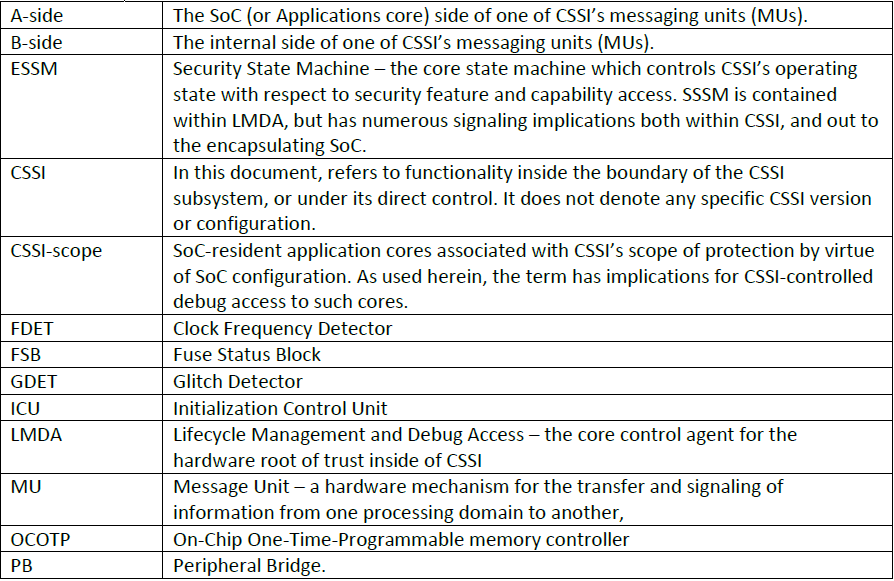 A-side The SoC (or Applications core) side of one of CSSI’s messaging units (MUs).
B-side The internal side of one of CSSI’s messaging units (MUs).
ESSM Security State Machine – the core state machine which controls CSSI’s operating
state with respect to security feature and capability access. SSSM is contained
within LMDA, but has numerous signaling implications both within CSSI, and out to
the encapsulating SoC.
CSSI In this document, refers to functionality inside the boundary of the CSSI
subsystem, or under its direct control. It does not denote any specific CSSI version
or configuration.
CSSI-scope SoC-resident application cores associated with CSSI’s scope of protection by virtue
of SoC configuration. As used herein, the term has implications for CSSI-controlled
debug access to such cores.
FDET Clock Frequency Detector
FSB Fuse Status Block
GDET Glitch Detector
ICU Initialization Control Unit
LMDA Lifecycle Management and Debug Access – the core control agent for the
hardware root of trust inside of CSSI
MU Message Unit – a hardware mechanism for the transfer and signaling of
information from one processing domain to another,
OCOTP On-Chip One-Time-Programmable memory controller
PB Peripheral Bridge.